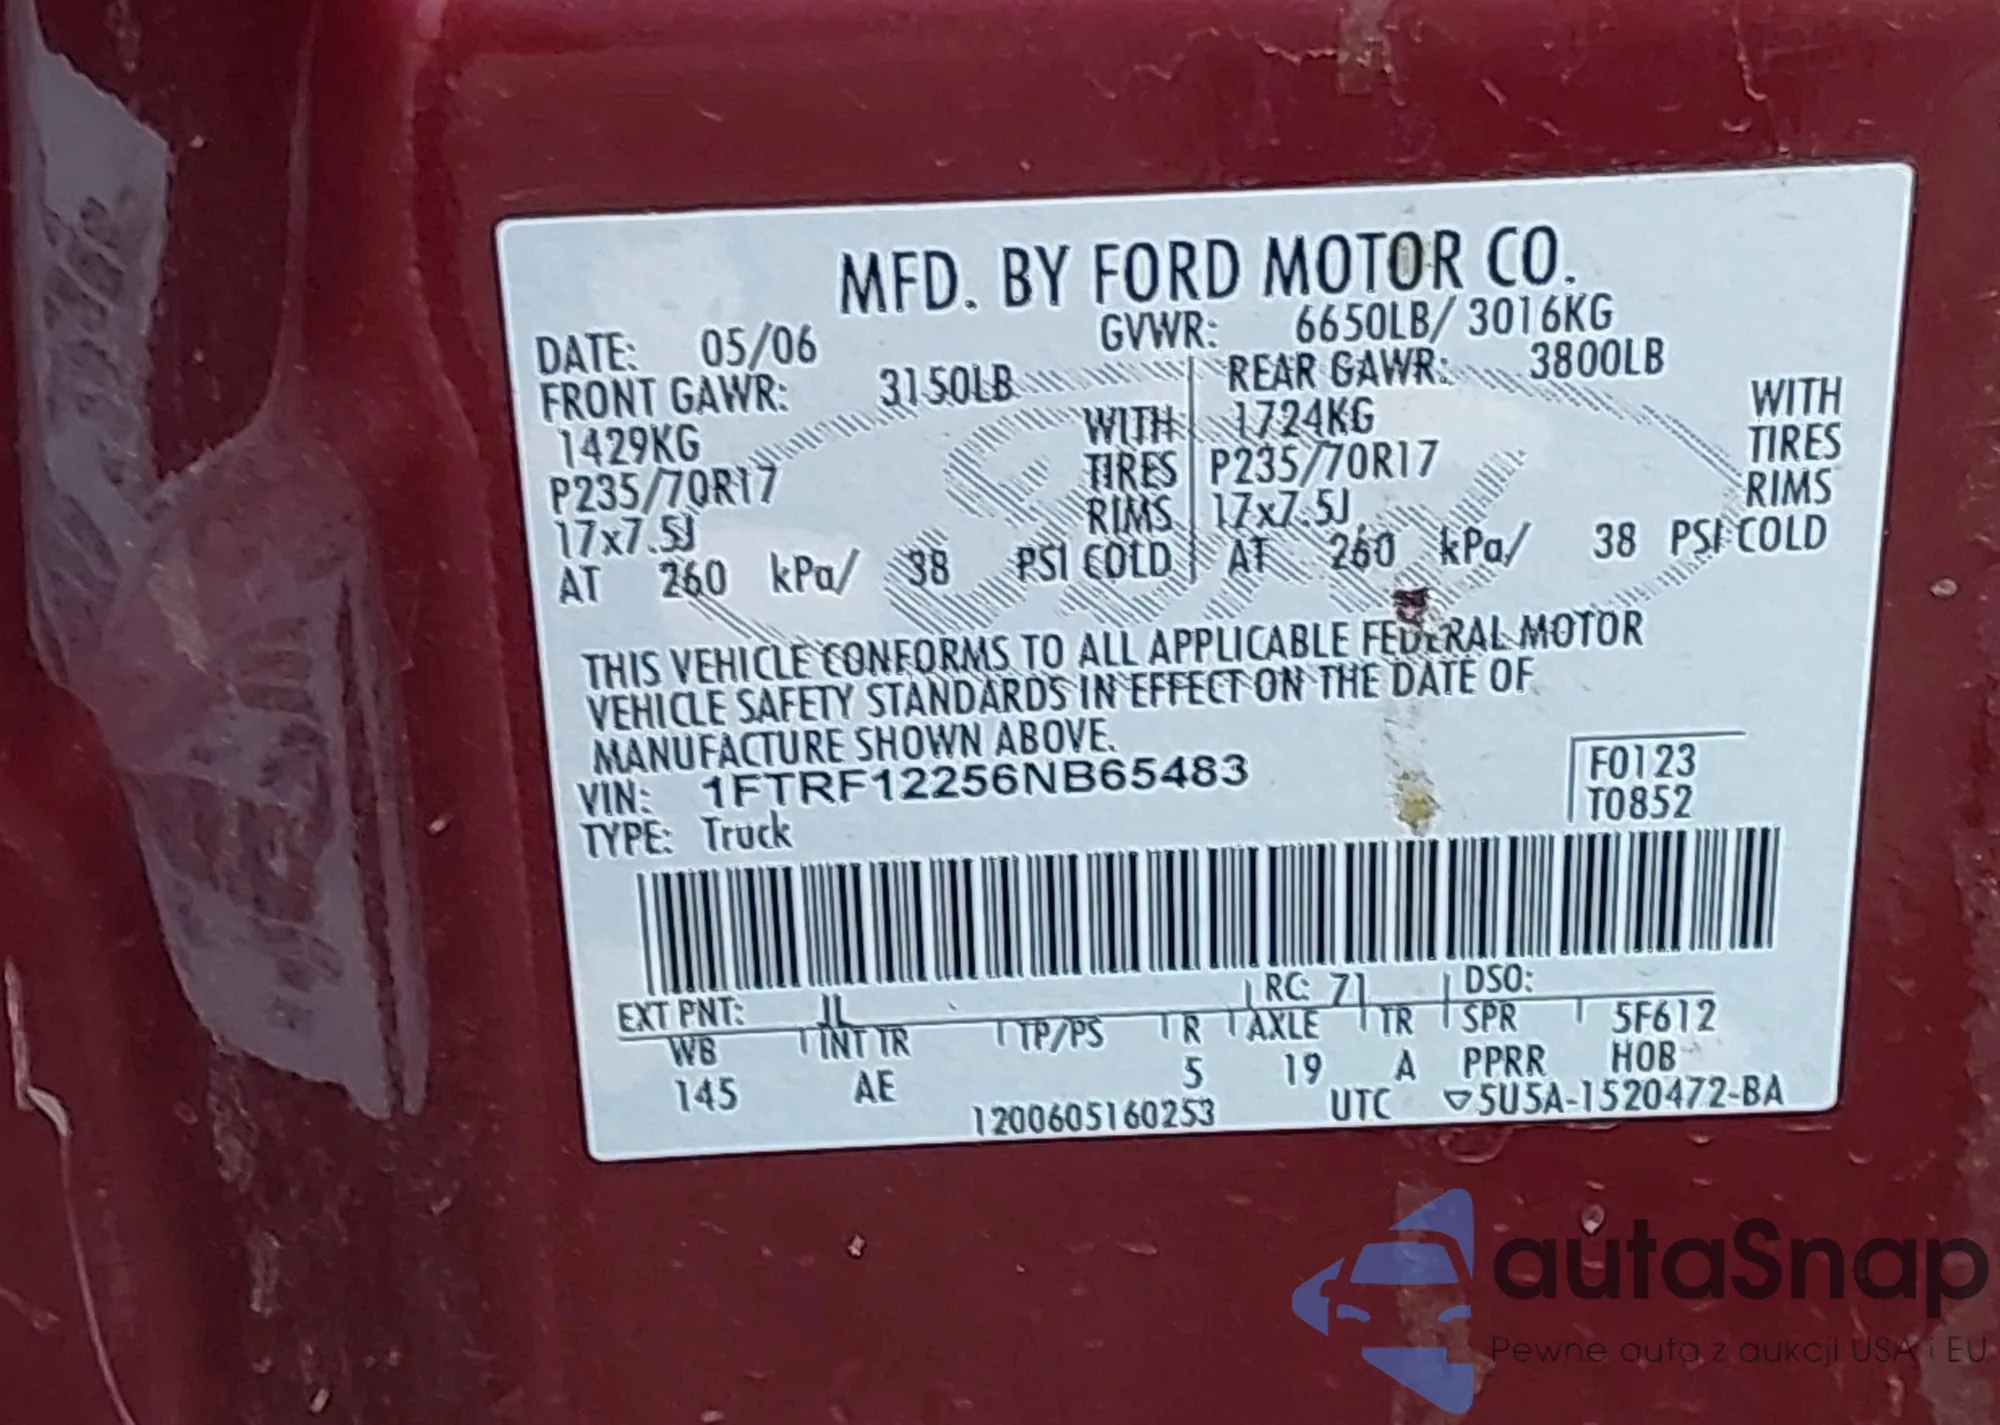 MFD. BY FORD MOTOR CO.
DATE: 05/06 GVWR: 6650LB/ 3016KG
FRONT GAWR: 3150LB REAR GAWR: 3800LB
1429KG WITH 1724KG WITH
P235/70R17 TIRES P235/70R17 TIRES
17x7.5J RIMS 17x7.5J RIMS
AT 260 kPa/ 38 PSI COLD AT 260 kPa/ 38 PSI COLD
THIS VEHICLE CONFORMS TO ALL APPLICABLE FEDERAL MOTOR
VEHICLE SAFETY STANDARDS IN EFFECT ON THE DATE OF
MANUFACTURE SHOWN ABOVE.
VIN: 1FTRF12256NB65483 F0123
TYPE: Truck T0852
EXT PNT: JL RC: 71 DSO:
WB INT TR TP/PS R AXLE TR SPR 5F612
145 AE 5 19 A PPRR H0B
1200605160253 UTC ▽5U5A-1520472-BA
autoSnap
Pewne auta z aukcji USA i EU